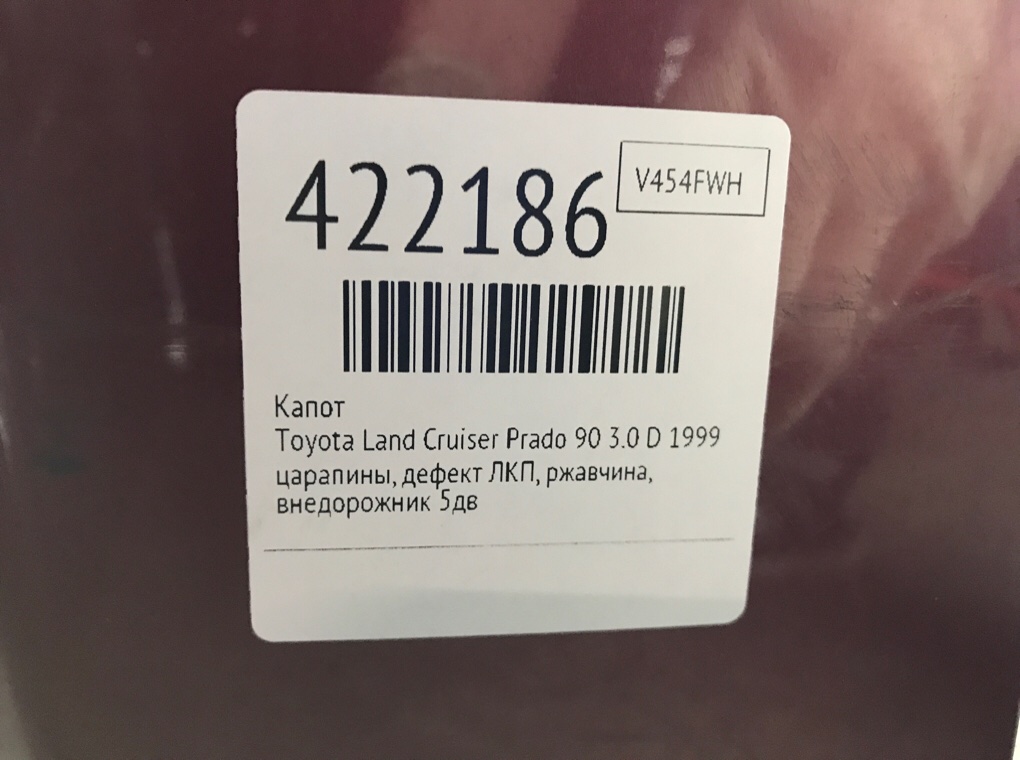 422186
V454FWH
Капот
Toyota Land Cruiser Prado 90 3.0 D 1999
царапины, дефект ЛКП, ржавчина,
внедорожник 5дв